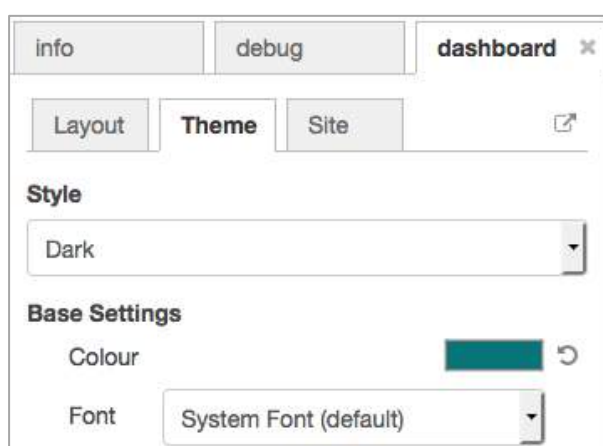 info debug dashboard
Layout Theme Site
Style
Dark
Base Settings
Colour
Font System Font (default)